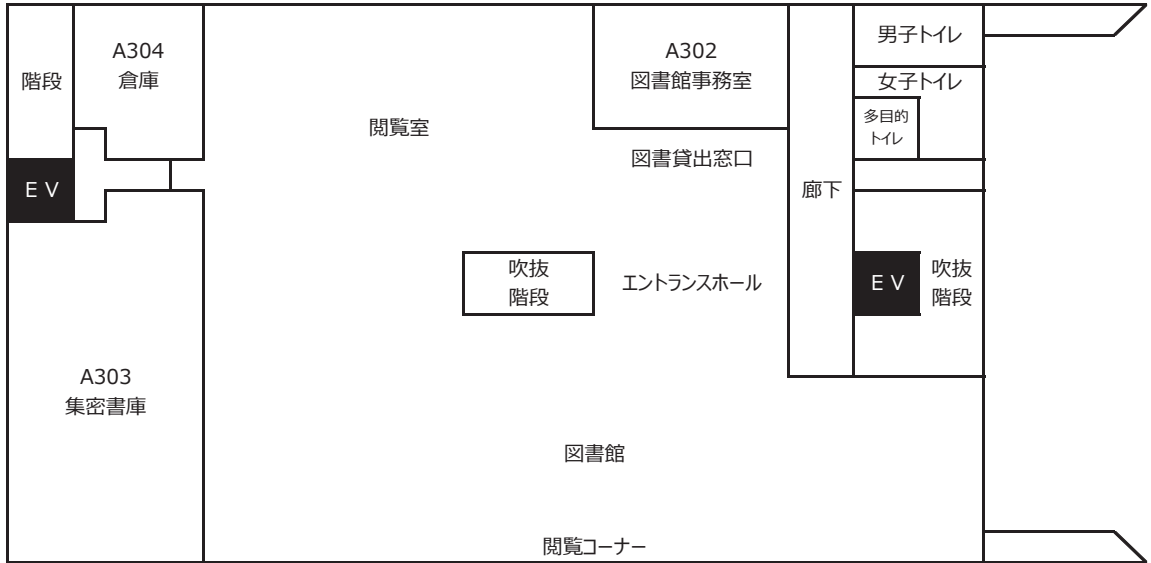 階段
A304
倉庫
閲覧室
A302
図書館事務室
図書貸出窓口
廊下
男子トイレ
女子トイレ
多目的
トイレ
ＥＶ
吹抜
階段
エントランスホール
ＥＶ
吹抜
階段
A303
集密書庫
図書館
閲覧コーナー